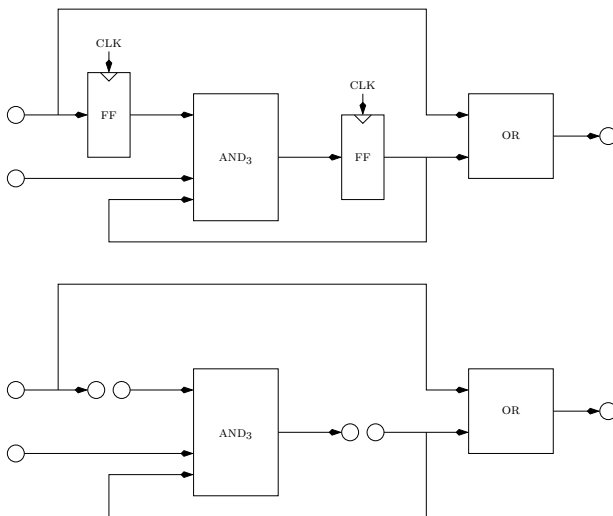 CLK
CLK
FF
AND3
FF
OR
AND3
OR